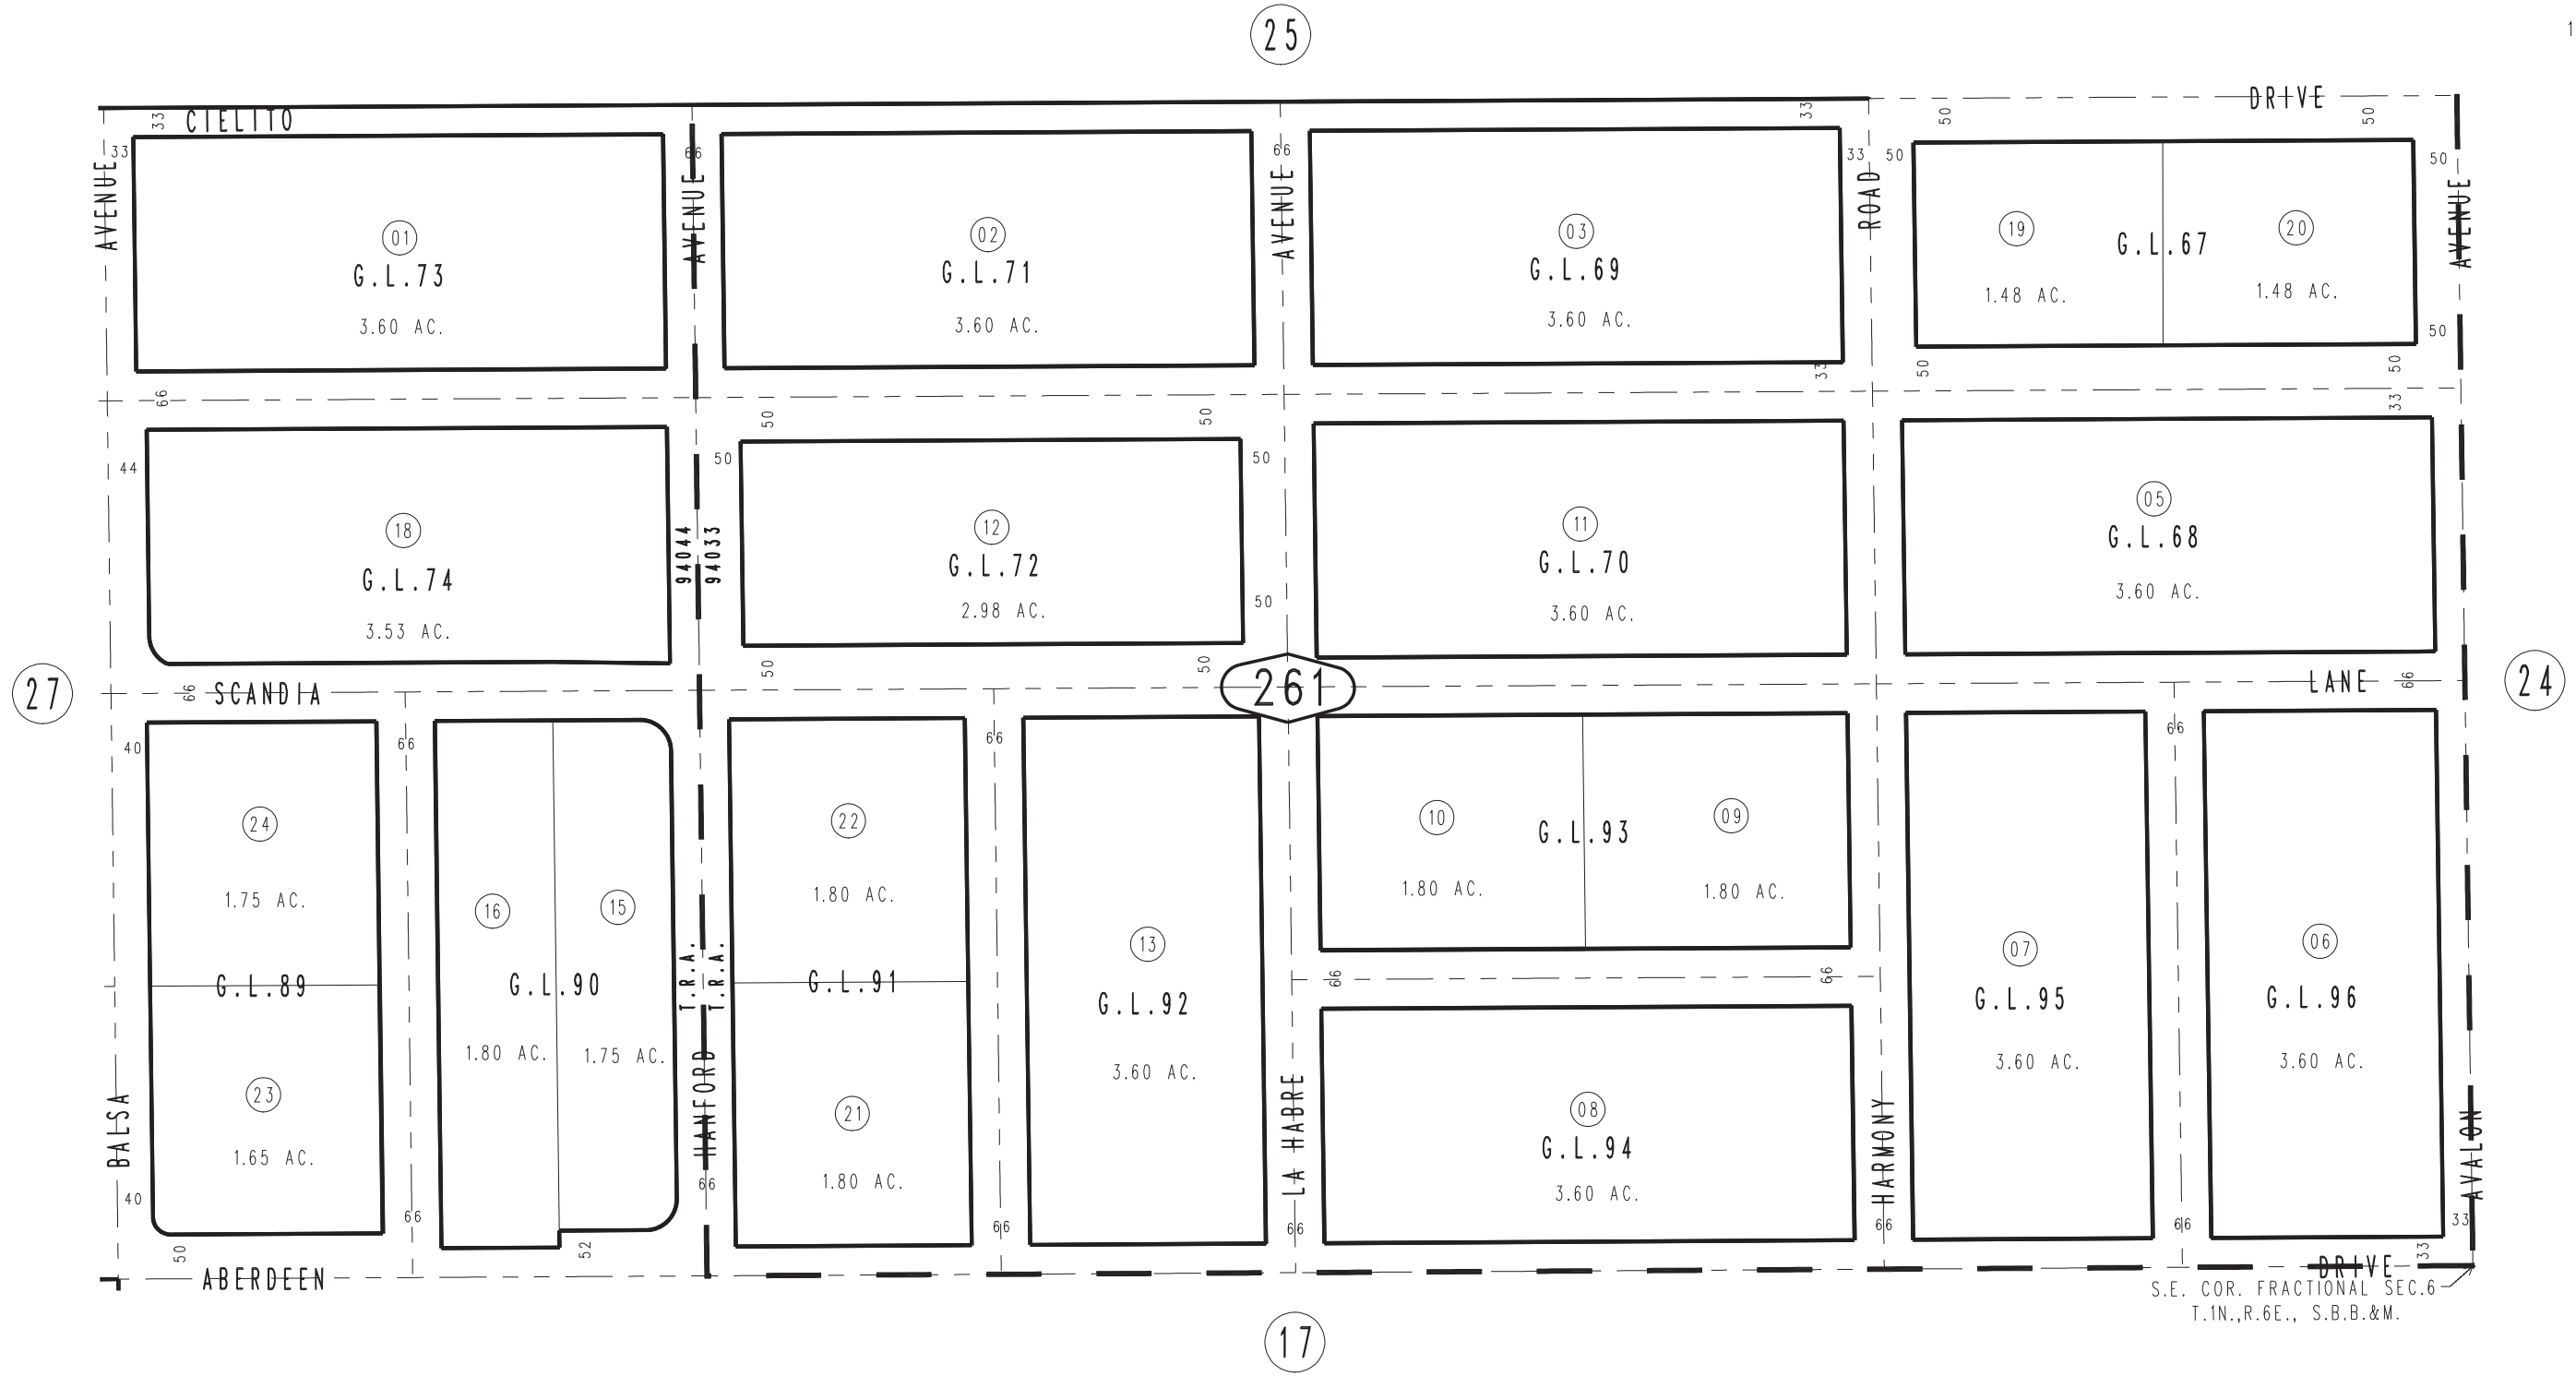 25
1
CIELITO
DRIVE
33
33
50
50
AVENUE
33
66
AVENUE
66
AVENUE
33
ROAD
50
50
AVENUE
01
G.L.73
3.60 AC.
02
G.L.71
3.60 AC.
03
G.L.69
3.60 AC.
19
G.L.67
20
1.48 AC.
1.48 AC.
50
66
33
50
50
33
50
50
44
50
50
18
G.L.74
3.53 AC.
94044
94033
12
G.L.72
2.98 AC.
50
11
G.L.70
3.60 AC.
05
G.L.68
3.60 AC.
50
50
27
66
SCANDIA
261
LANE
66
24
40
66
66
66
24
1.75 AC.
G.L.89
23
1.65 AC.
16
15
G.L.90
1.80 AC.
1.75 AC.
T.R.A.
T.R.A.
22
1.80 AC.
G.L.91
21
1.80 AC.
13
G.L.92
3.60 AC.
10
G.L.93
09
1.80 AC.
1.80 AC.
66
66
08
G.L.94
3.60 AC.
07
G.L.95
3.60 AC.
06
G.L.96
3.60 AC.
BALSA
HANFORD
LA HABRE
HARMONY
AVALON
40
66
66
66
66
66
66
33
50
52
33
ABERDEEN
DRIVE
S.E. COR. FRACTIONAL SEC.6
T.1N.,R.6E., S.B.B.&M.
17